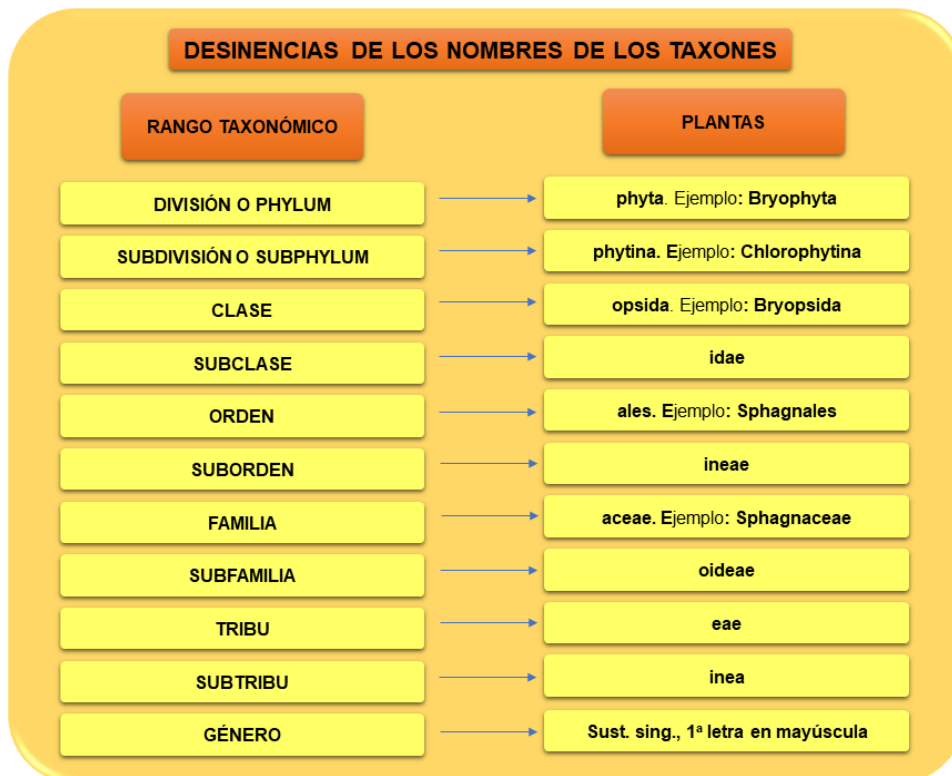 DESINENCIAS DE LOS NOMBRES DE LOS TAXONES
RANGO TAXONÓMICO
PLANTAS
DIVISIÓN O PHYLUM
phyta. Ejemplo: Bryophyta
SUBDIVISIÓN O SUBPHYLUM
phytina. Ejemplo: Chlorophytina
CLASE
opsida. Ejemplo: Bryopsida
SUBCLASE
idae
ORDEN
ales. Ejemplo: Sphagnales
SUBORDEN
ineae
FAMILIA
aceae. Ejemplo: Sphagnaceae
SUBFAMILIA
oideae
TRIBU
eae
SUBTRIBU
inea
GÉNERO
Sust. sing., 1ª letra en mayúscula